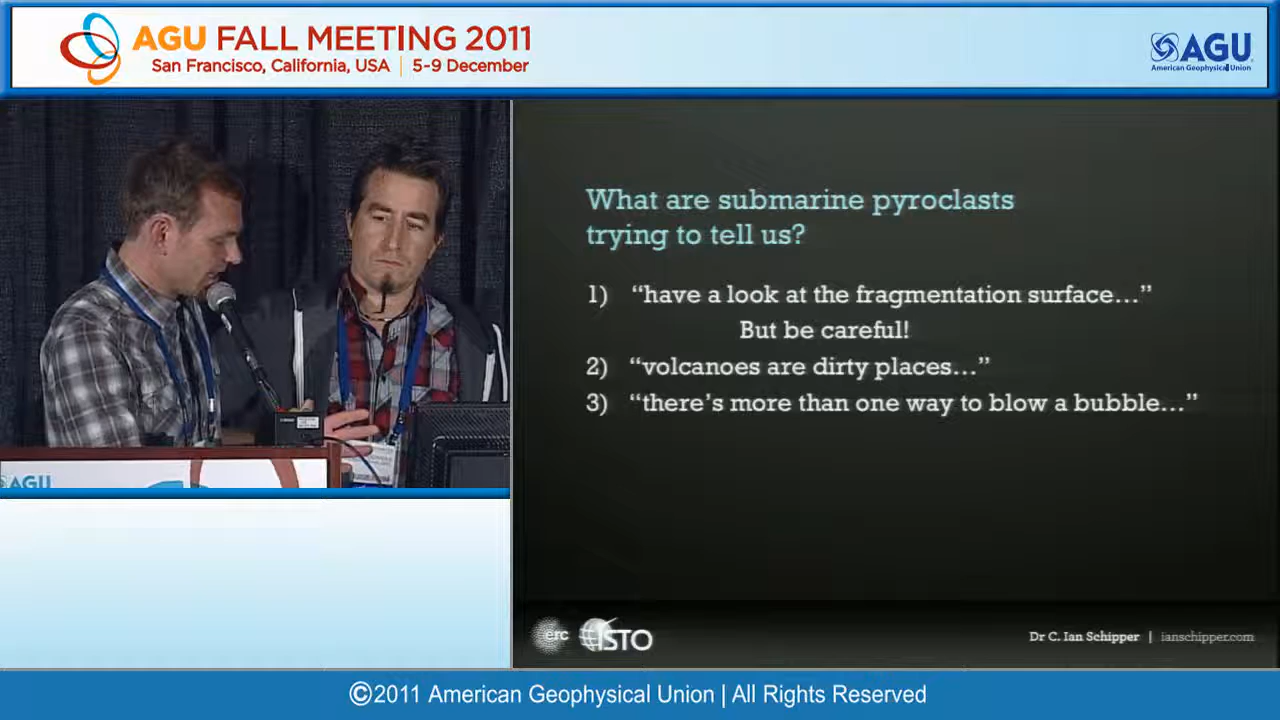 AGU FALL MEETING 2011
San Francisco, California, USA | 5-9 December
AGU
American Geophysical Union
What are submarine pyroclasts
trying to tell us?
1) “have a look at the fragmentation surface…”
But be careful!
2) “volcanoes are dirty places…”
3) “there’s more than one way to blow a bubble…”
AGU
erc
ISTO
Dr C. Ian Schipper | ianschipper.com
©2011 American Geophysical Union | All Rights Reserved